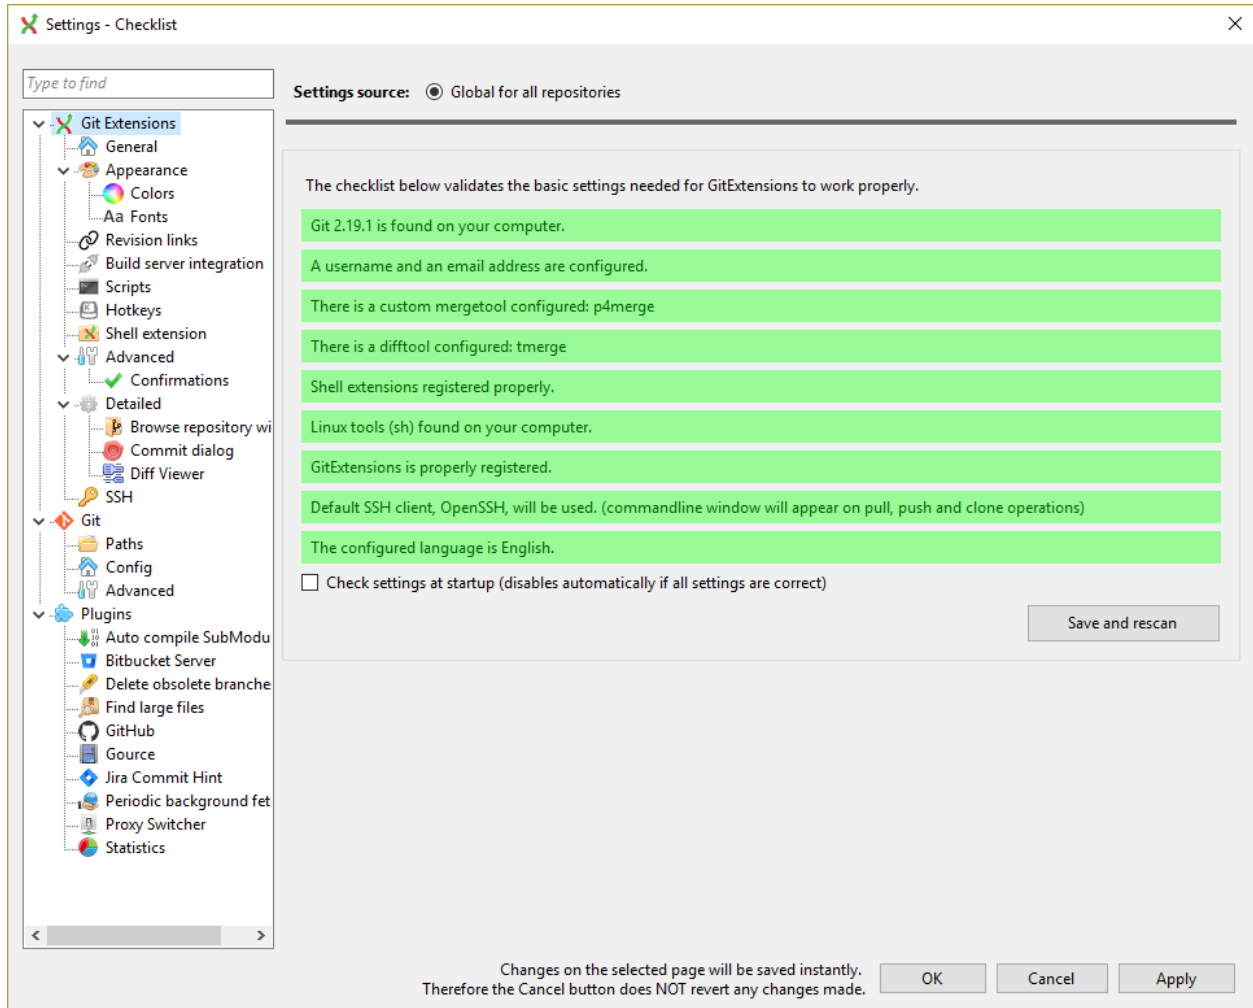 Settings - Checklist
Type to find
Settings source: Global for all repositories
Git Extensions
General
Appearance
Colors
Aa Fonts
Revision links
Build server integration
Scripts
Hotkeys
Shell extension
Advanced
Confirmations
Detailed
Browse repository wi
Commit dialog
Diff Viewer
SSH
Git
Paths
Config
Advanced
Plugins
Auto compile SubModu
Bitbucket Server
Delete obsolete branche
Find large files
GitHub
Gource
Jira Commit Hint
Periodic background fet
Proxy Switcher
Statistics
The checklist below validates the basic settings needed for GitExtensions to work properly.
Git 2.19.1 is found on your computer.
A username and an email address are configured.
There is a custom mergetool configured: p4merge
There is a difftool configured: tmerge
Shell extensions registered properly.
Linux tools (sh) found on your computer.
GitExtensions is properly registered.
Default SSH client, OpenSSH, will be used. (commandline window will appear on pull, push and clone operations)
The configured language is English.
Check settings at startup (disables automatically if all settings are correct)
Save and rescan
Changes on the selected page will be saved instantly.
Therefore the Cancel button does NOT revert any changes made.
OK Cancel Apply